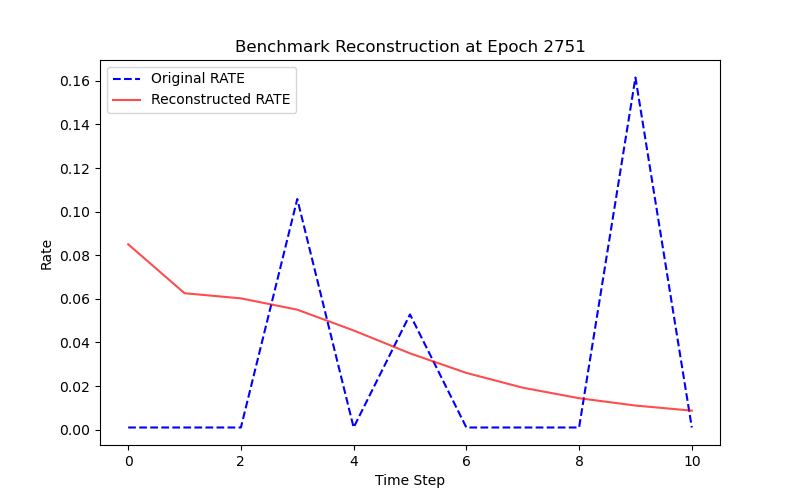 Benchmark Reconstruction at Epoch 2751
Original RATE
Reconstructed RATE
0.16
0.14
0.12
0.10
0.08
0.06
0.04
0.02
0.00
Rate
0 2 4 6 8 10
Time Step